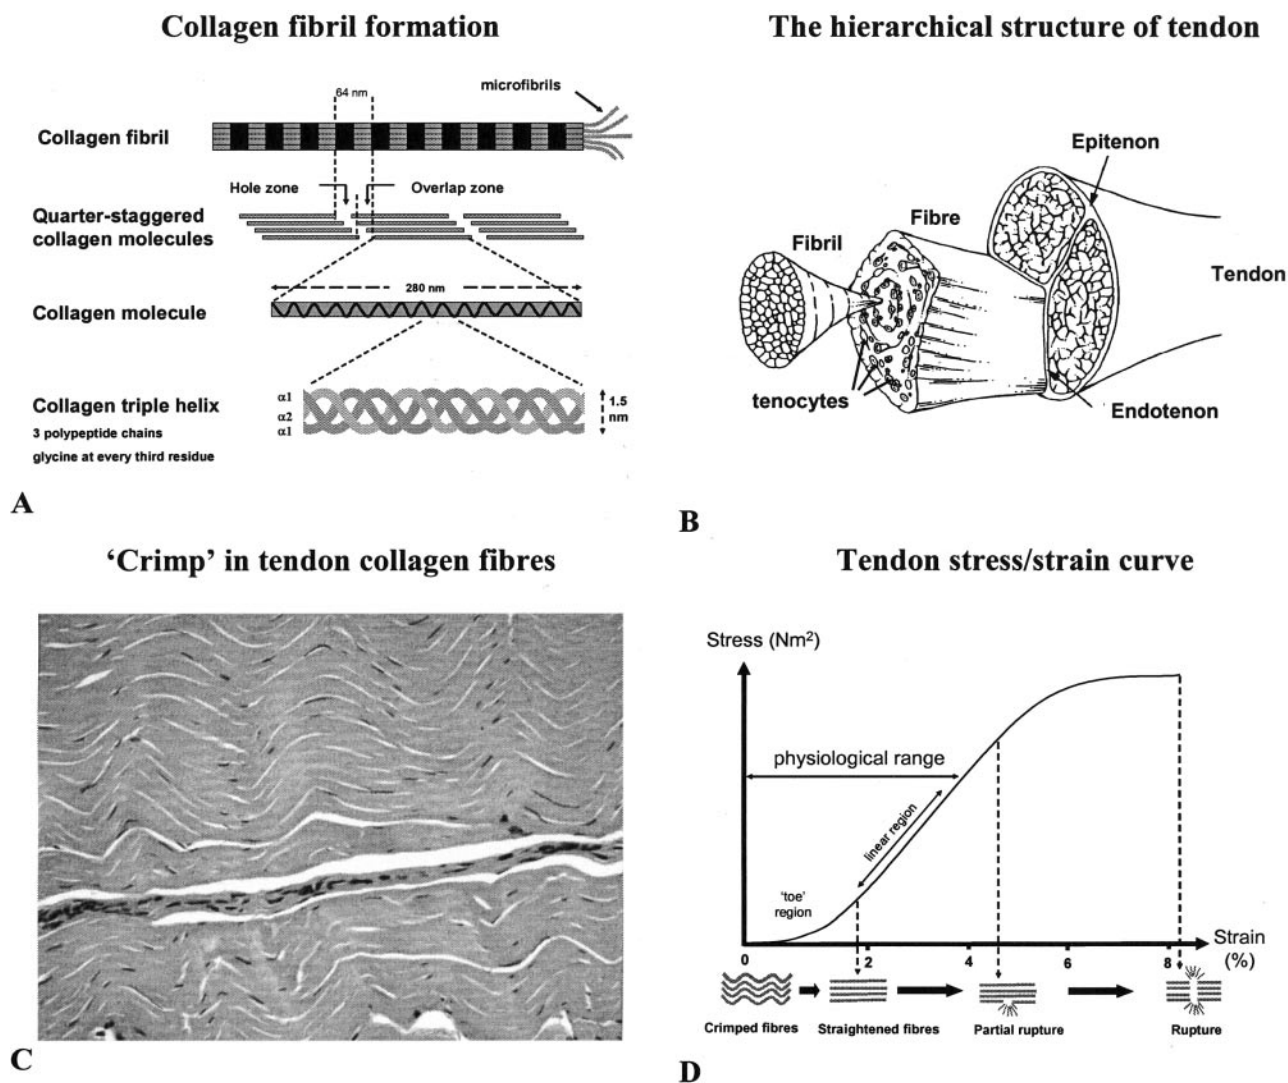 Collagen fibril formation
64 nm
microfibrils
Collagen fibril
Hole zone
Overlap zone
Quarter-staggered
collagen molecules
280 nm
Collagen molecule
Collagen triple helix
3 polypeptide chains
glycine at every third residue
α1
α2
α1
1.5
nm
A
The hierarchical structure of tendon
Epitenon
Fibre
Fibril
Tendon
tenocytes
Endotenon
B
‘Crimp’ in tendon collagen fibres
C
Tendon stress/strain curve
Stress (Nm²)
physiological range
linear region
‘toe’
region
Strain
(%)
0 2 4 6 8
Crimped fibres
Straightened fibres
Partial rupture
Rupture
D